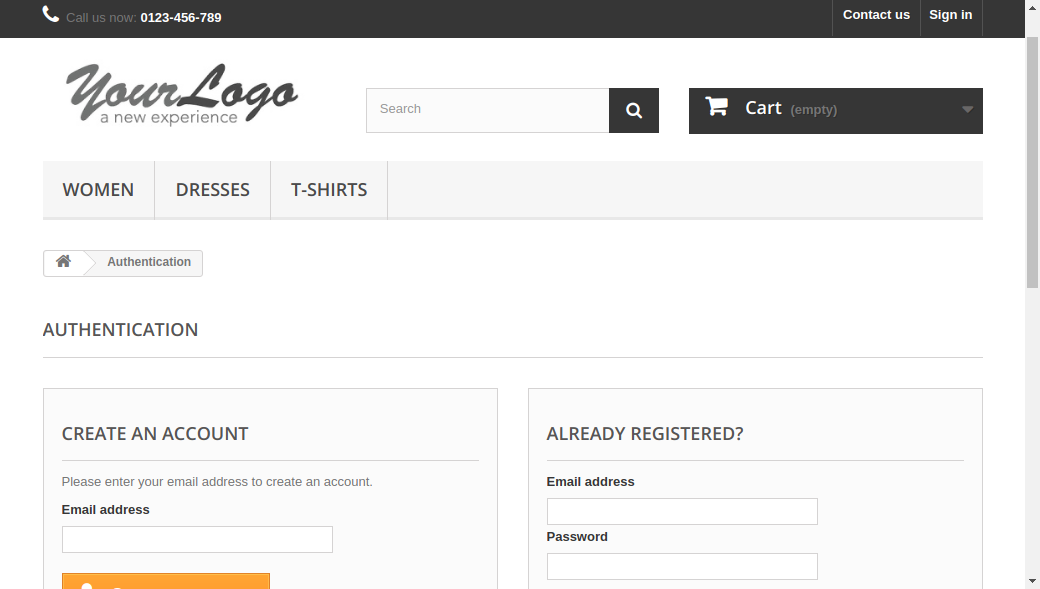 Call us now: 0123-456-789
Contact us
Sign in
YourLogo
a new experience
Search
Cart (empty)
WOMEN
DRESSES
T-SHIRTS
Authentication
AUTHENTICATION
CREATE AN ACCOUNT
Please enter your email address to create an account.
Email address
ALREADY REGISTERED?
Email address
Password